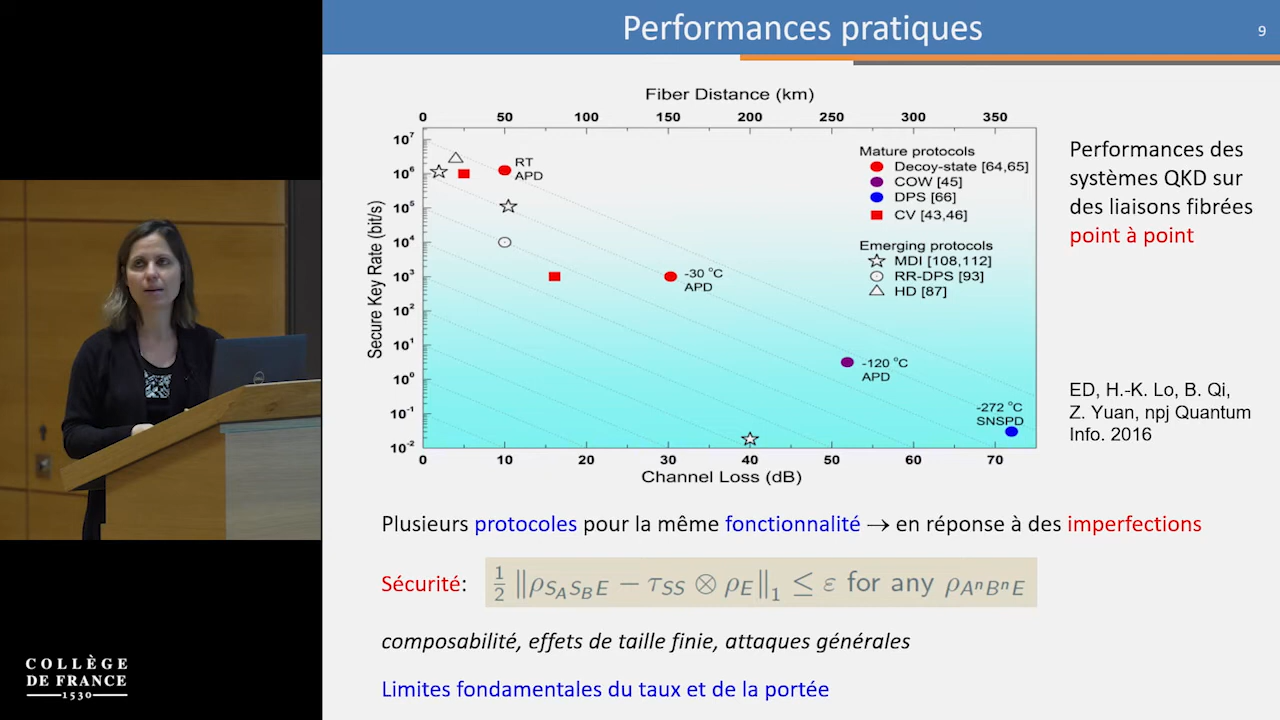 Performances pratiques
9
Fiber Distance (km)
0 50 100 150 200 250 300 350
Secure Key Rate (bit/s)
10⁷
10⁶
10⁵
10⁴
10³
10²
10¹
10⁰
10⁻¹
10⁻²
RT
APD
-30 °C
APD
-120 °C
APD
-272 °C
SNSPD
Mature protocols
Decoy-state [64,65]
COW [45]
DPS [66]
CV [43,46]
Emerging protocols
MDI [108,112]
RR-DPS [93]
HD [87]
0 10 20 30 40 50 60 70
Channel Loss (dB)
Performances des
systèmes QKD sur
des liaisons fibrées
point à point
ED, H.-K. Lo, B. Qi,
Z. Yuan, npj Quantum
Info. 2016
Plusieurs protocoles pour la même fonctionnalité → en réponse à des imperfections
Sécurité: ½ ‖ρ_{S_A S_B E} − τ_{SS} ⊗ ρ_E‖₁ ≤ ε for any ρ_{AⁿBⁿE}
composabilité, effets de taille finie, attaques générales
Limites fondamentales du taux et de la portée
COLLÈGE
DE FRANCE
1530